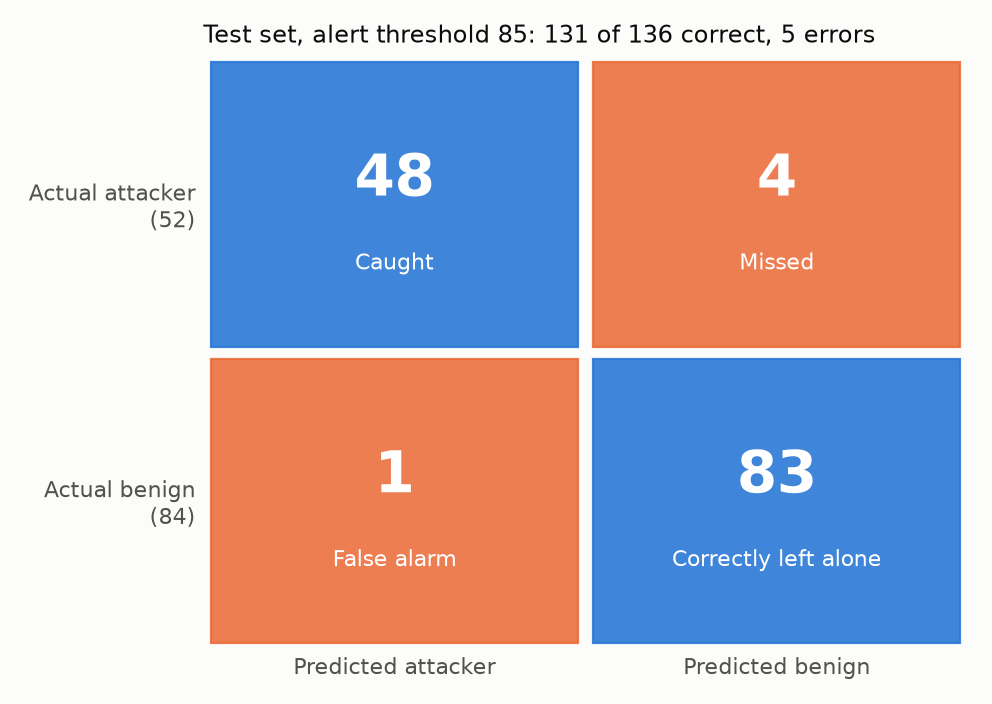 Test set, alert threshold 85: 131 of 136 correct, 5 errors
Actual attacker
(52)
48
Caught
4
Missed
Actual benign
(84)
1
False alarm
83
Correctly left alone
Predicted attacker
Predicted benign